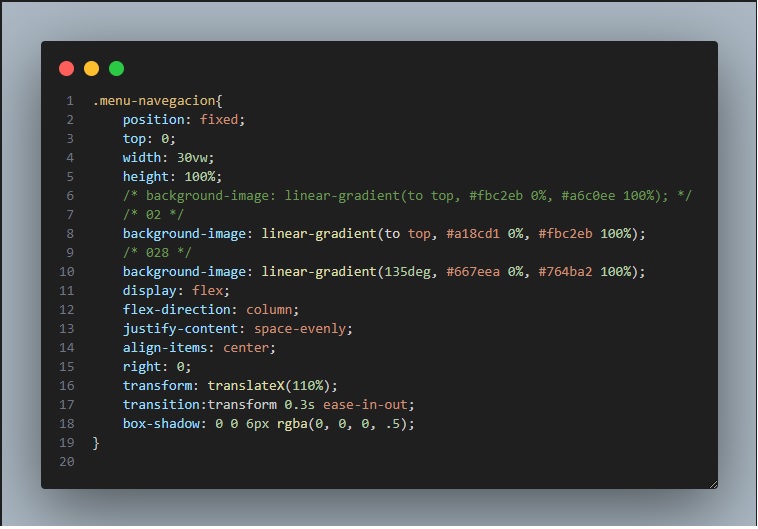 1 .menu-navegacion{
2 position: fixed;
3 top: 0;
4 width: 30vw;
5 height: 100%;
6 /* background-image: linear-gradient(to top, #fbc2eb 0%, #a6c0ee 100%); */
7 /* 02 */
8 background-image: linear-gradient(to top, #a18cd1 0%, #fbc2eb 100%);
9 /* 028 */
10 background-image: linear-gradient(135deg, #667eea 0%, #764ba2 100%);
11 display: flex;
12 flex-direction: column;
13 justify-content: space-evenly;
14 align-items: center;
15 right: 0;
16 transform: translateX(110%);
17 transition:transform 0.3s ease-in-out;
18 box-shadow: 0 0 6px rgba(0, 0, 0, .5);
19 }
20